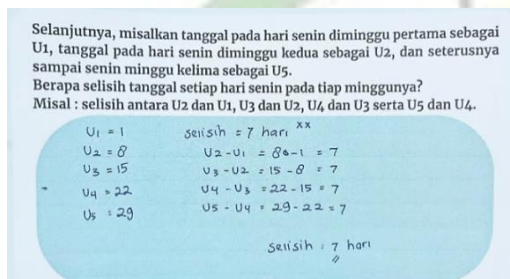 Selanjutnya, misalkan tanggal pada hari senin diminggu pertama sebagai
U1, tanggal pada hari senin diminggu kedua sebagai U2, dan seterusnya
sampai senin minggu kelima sebagai U5.
Berapa selisih tanggal setiap hari senin pada tiap minggunya?
Misal : selisih antara U2 dan U1, U3 dan U2, U4 dan U3 serta U5 dan U4.
U1 = 1 selisih = 7 hari xx
U2 = 8 U2 - U1 = 80 - 1 = 7
U3 = 15 U3 - U2 = 15 - 8 = 7
U4 = 22 U4 - U3 = 22 - 15 = 7
U5 = 29 U5 - U4 = 29 - 22 = 7
selisih : 7 hari